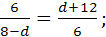 6/(8−d) = (d+12)/6 ;